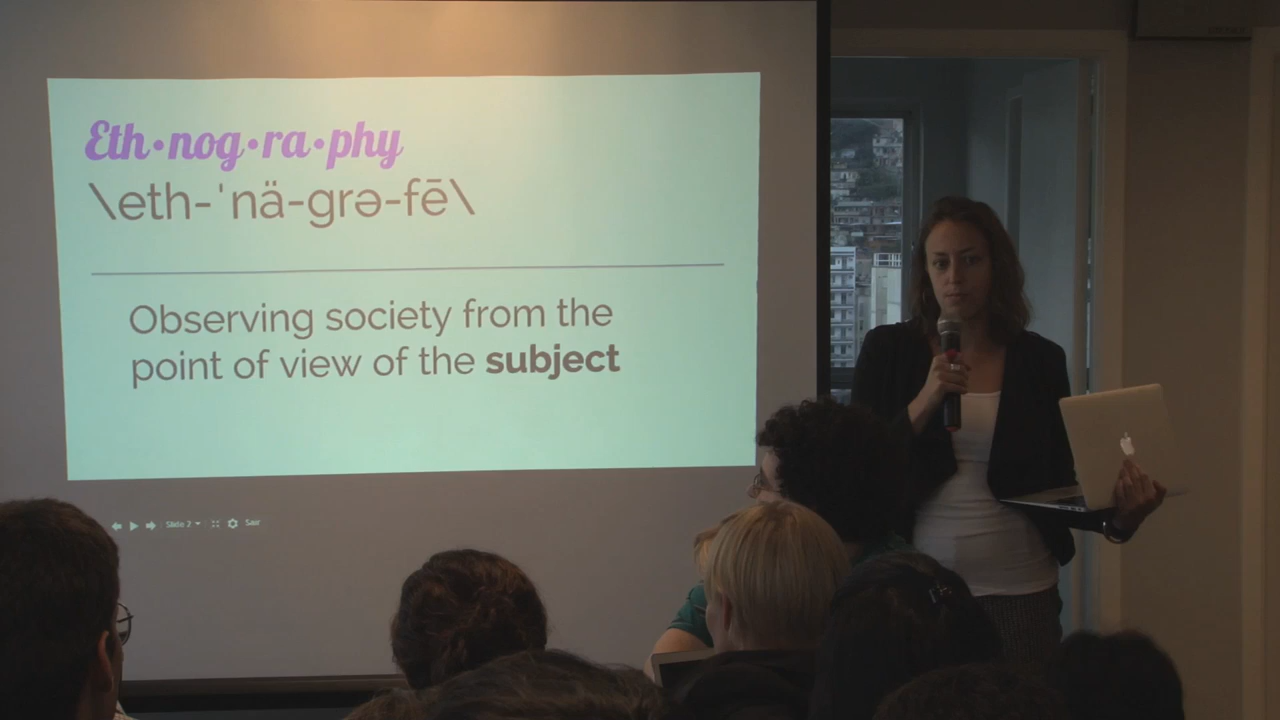 Eth•nog•ra•phy
\eth-ˈnä-grə-fē\
Observing society from the
point of view of the subject
Slide 2
Sair